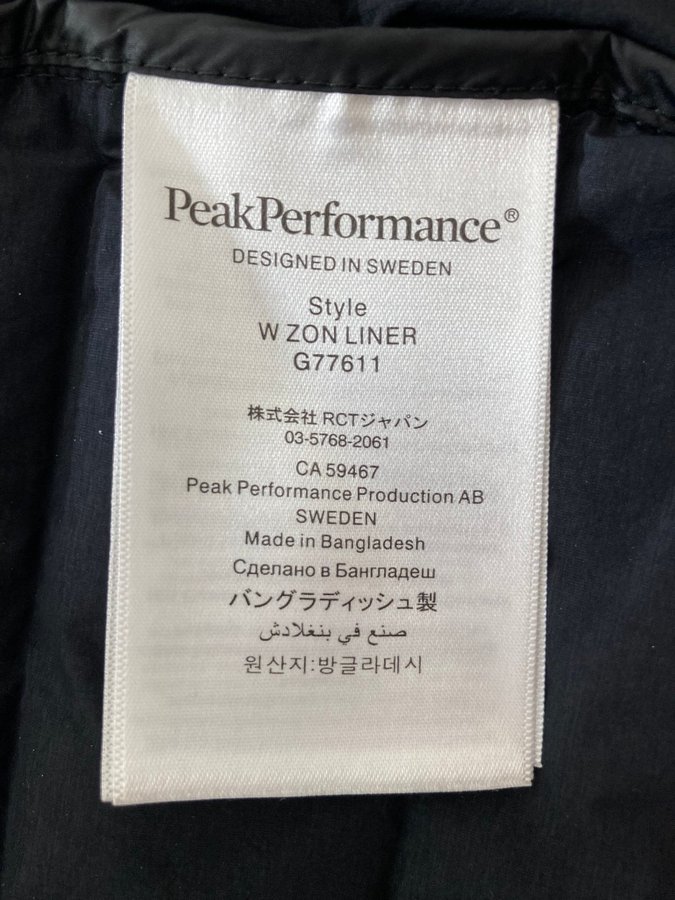 PeakPerformance®
DESIGNED IN SWEDEN
Style
W ZON LINER
G77611
株式会社 RCTジャパン
03-5768-2061
CA 59467
Peak Performance Production AB
SWEDEN
Made in Bangladesh
Сделано в Бангладеш
バングラディッシュ製
صنع في بنغلادش
원산지:방글라데시